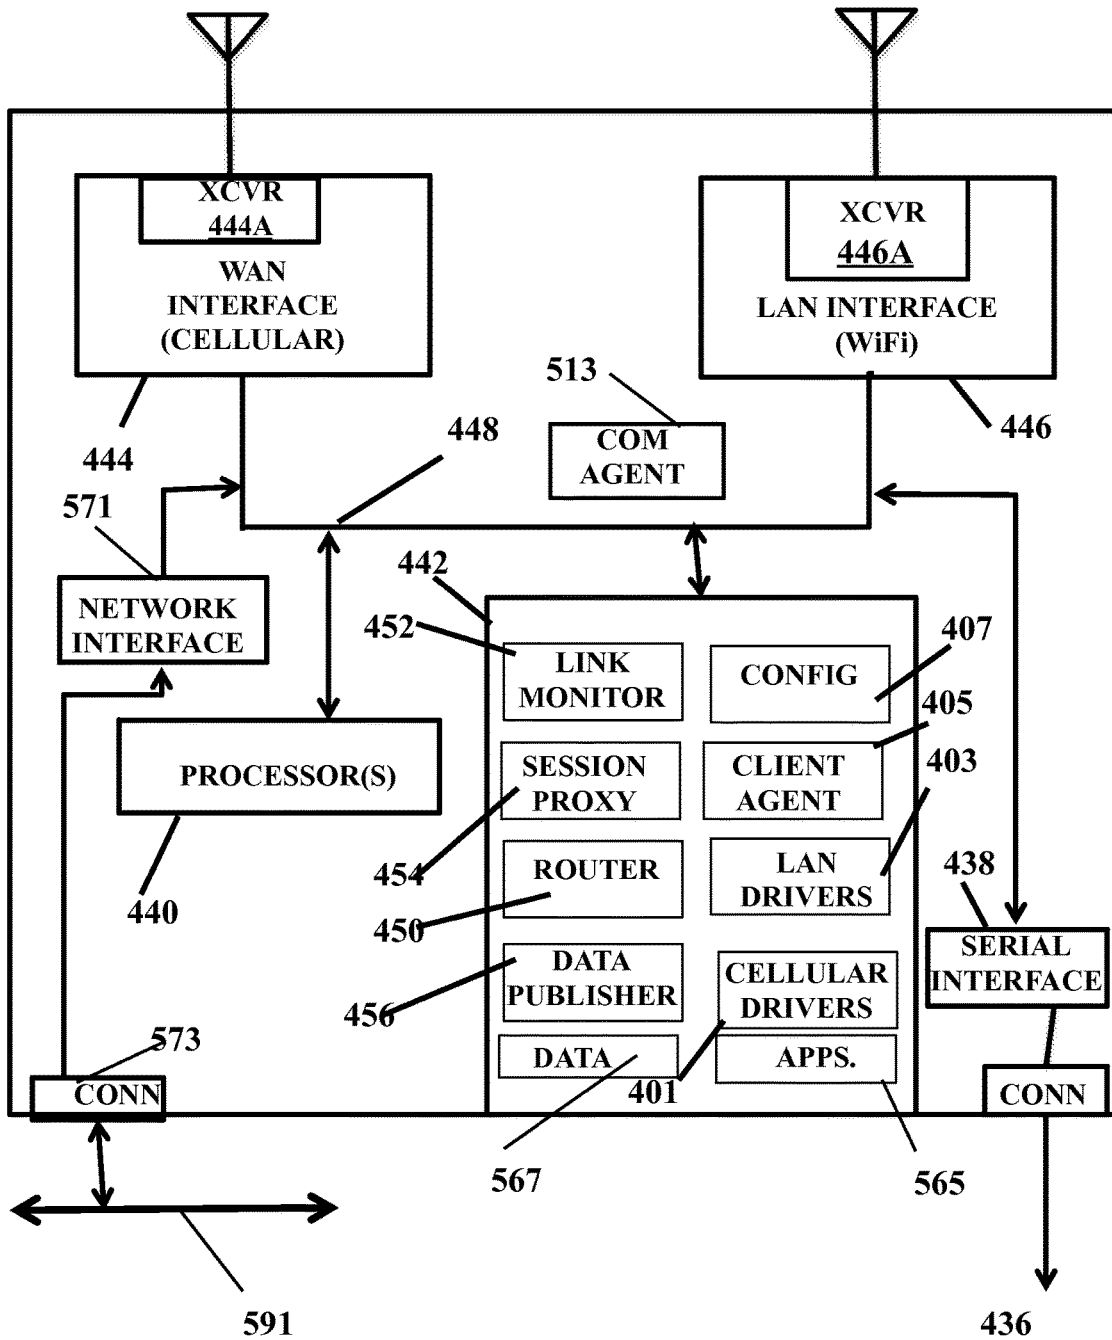 XCVR
444A
WAN
INTERFACE
(CELLULAR)
XCVR
446A
LAN INTERFACE
(WiFi)
513
444
448
COM
AGENT
446
571
NETWORK
INTERFACE
442
452
LINK
MONITOR
CONFIG
407
405
PROCESSOR(S)
SESSION
PROXY
CLIENT
AGENT
403
454
440
ROUTER
LAN
DRIVERS
438
450
SERIAL
INTERFACE
DATA
PUBLISHER
CELLULAR
DRIVERS
456
573
DATA
401
APPS.
CONN
CONN
567
565
591
436